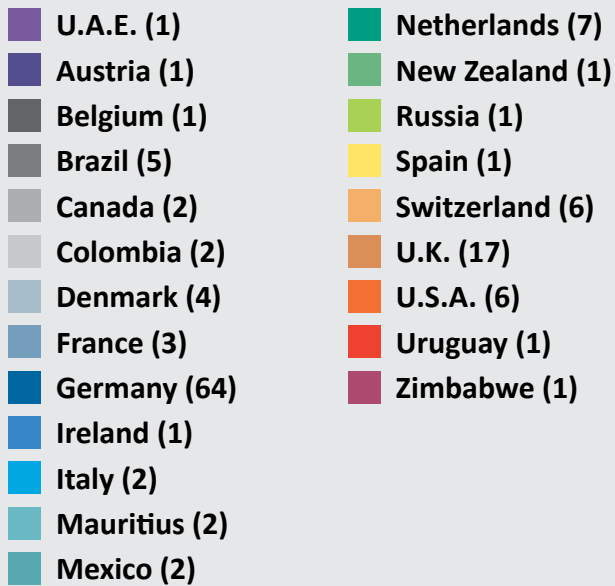 U.A.E. (1)
Austria (1)
Belgium (1)
Brazil (5)
Canada (2)
Colombia (2)
Denmark (4)
France (3)
Germany (64)
Ireland (1)
Italy (2)
Mauritius (2)
Mexico (2)
Netherlands (7)
New Zealand (1)
Russia (1)
Spain (1)
Switzerland (6)
U.K. (17)
U.S.A. (6)
Uruguay (1)
Zimbabwe (1)